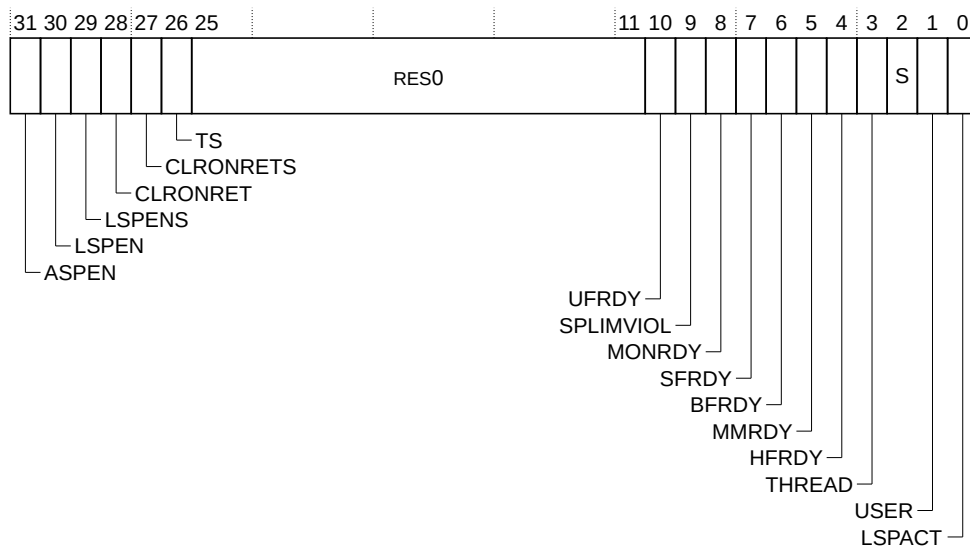 31 30 29 28 27 26 25 11 10 9 8 7 6 5 4 3 2 1 0
RES0 S
TS
CLRONRETS
CLRONRET
LSPENS
LSPEN
ASPEN
UFRDY
SPLIMVIOL
MONRDY
SFRDY
BFRDY
MMRDY
HFRDY
THREAD
USER
LSPACT